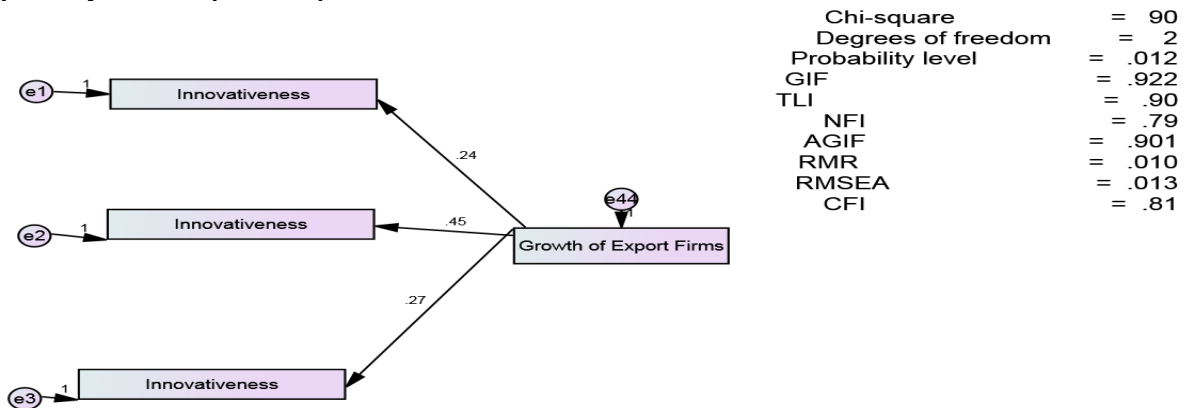 Chi-square = 90
Degrees of freedom = 2
Probability level = .012
GIF = .922
TLI = .90
NFI = .79
AGIF = .901
RMR = .010
RMSEA = .013
CFI = .81
e1
1
Innovativeness
.24
e44
1
e2
1
Innovativeness
.45
Growth of Export Firms
.27
e3
1
Innovativeness